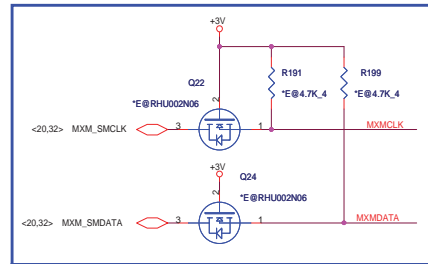 +3V
Q22
R191
R199
*E@RHU002N06
*E@4.7K_4
*E@4.7K_4
2
<20,32> MXM_SMCLK
3
1
MXMCLK
+3V
Q24
2
*E@RHU002N06
<20,32> MXM_SMDATA
3
1
MXMDATA